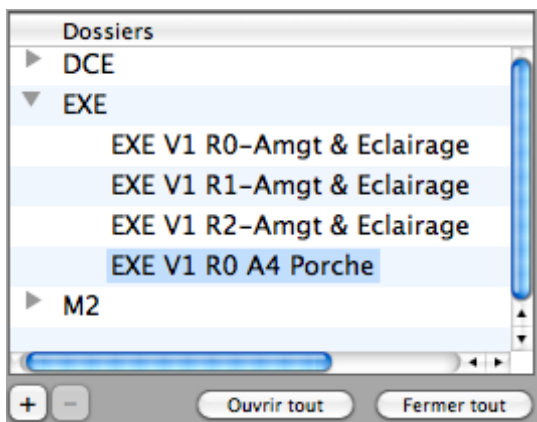 Dossiers
DCE
EXE
EXE V1 R0-Amgt & Eclairage
EXE V1 R1-Amgt & Eclairage
EXE V1 R2-Amgt & Eclairage
EXE V1 R0 A4 Porche
M2
+ - Ouvrir tout Fermer tout